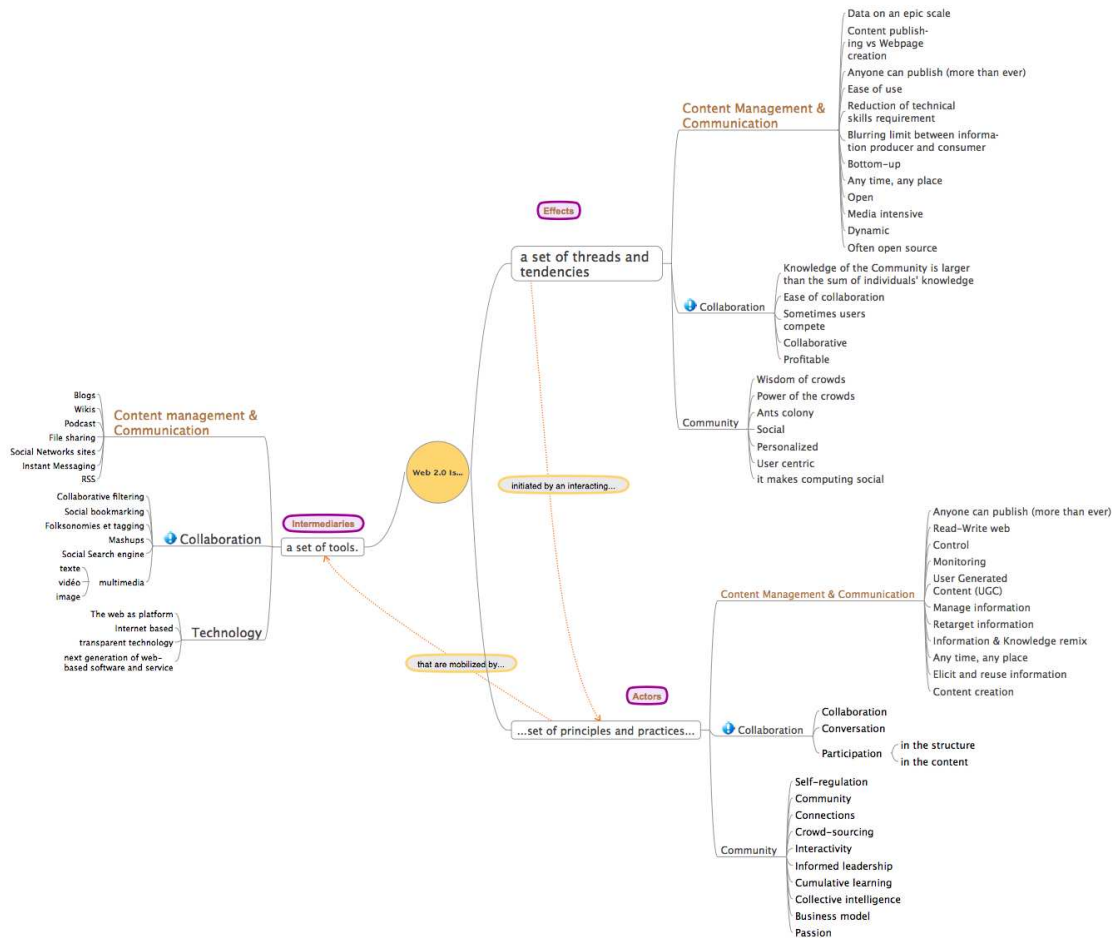 Data on an epic scale
Content publish-
ing vs Webpage
creation
Anyone can publish (more than ever)
Ease of use
Reduction of technical
skills requirement
Blurring limit between informa-
tion producer and consumer
Bottom-up
Any time, any place
Open
Media intensive
Dynamic
Often open source
Content Management &
Communication
Effects
a set of threads and
tendencies
Knowledge of the Community is larger
than the sum of individuals' knowledge
Ease of collaboration
Sometimes users
compete
Collaborative
Profitable
Collaboration
Wisdom of crowds
Power of the crowds
Ants colony
Social
Personalized
User centric
it makes computing social
Community
Blogs
Wikis
Podcast
File sharing
Social Networks sites
Instant Messaging
RSS
Content management &
Communication
Web 2.0 Is...
initiated by an interacting...
Collaborative filtering
Social bookmarking
Folksonomies et tagging
Mashups
Social Search engine
texte
vidéo
image
multimedia
Collaboration
Intermediaries
a set of tools.
The web as platform
Internet based
transparent technology
next generation of web-
based software and service
Technology
that are mobilized by...
Actors
...set of principles and practices...
Anyone can publish (more than ever)
Read-Write web
Control
Monitoring
User Generated
Content (UGC)
Manage information
Retarget information
Information & Knowledge remix
Any time, any place
Elicit and reuse information
Content creation
Content Management & Communication
Collaboration
Collaboration
Conversation
Participation
in the structure
in the content
Community
Self-regulation
Community
Connections
Crowd-sourcing
Interactivity
Informed leadership
Cumulative learning
Collective intelligence
Business model
Passion